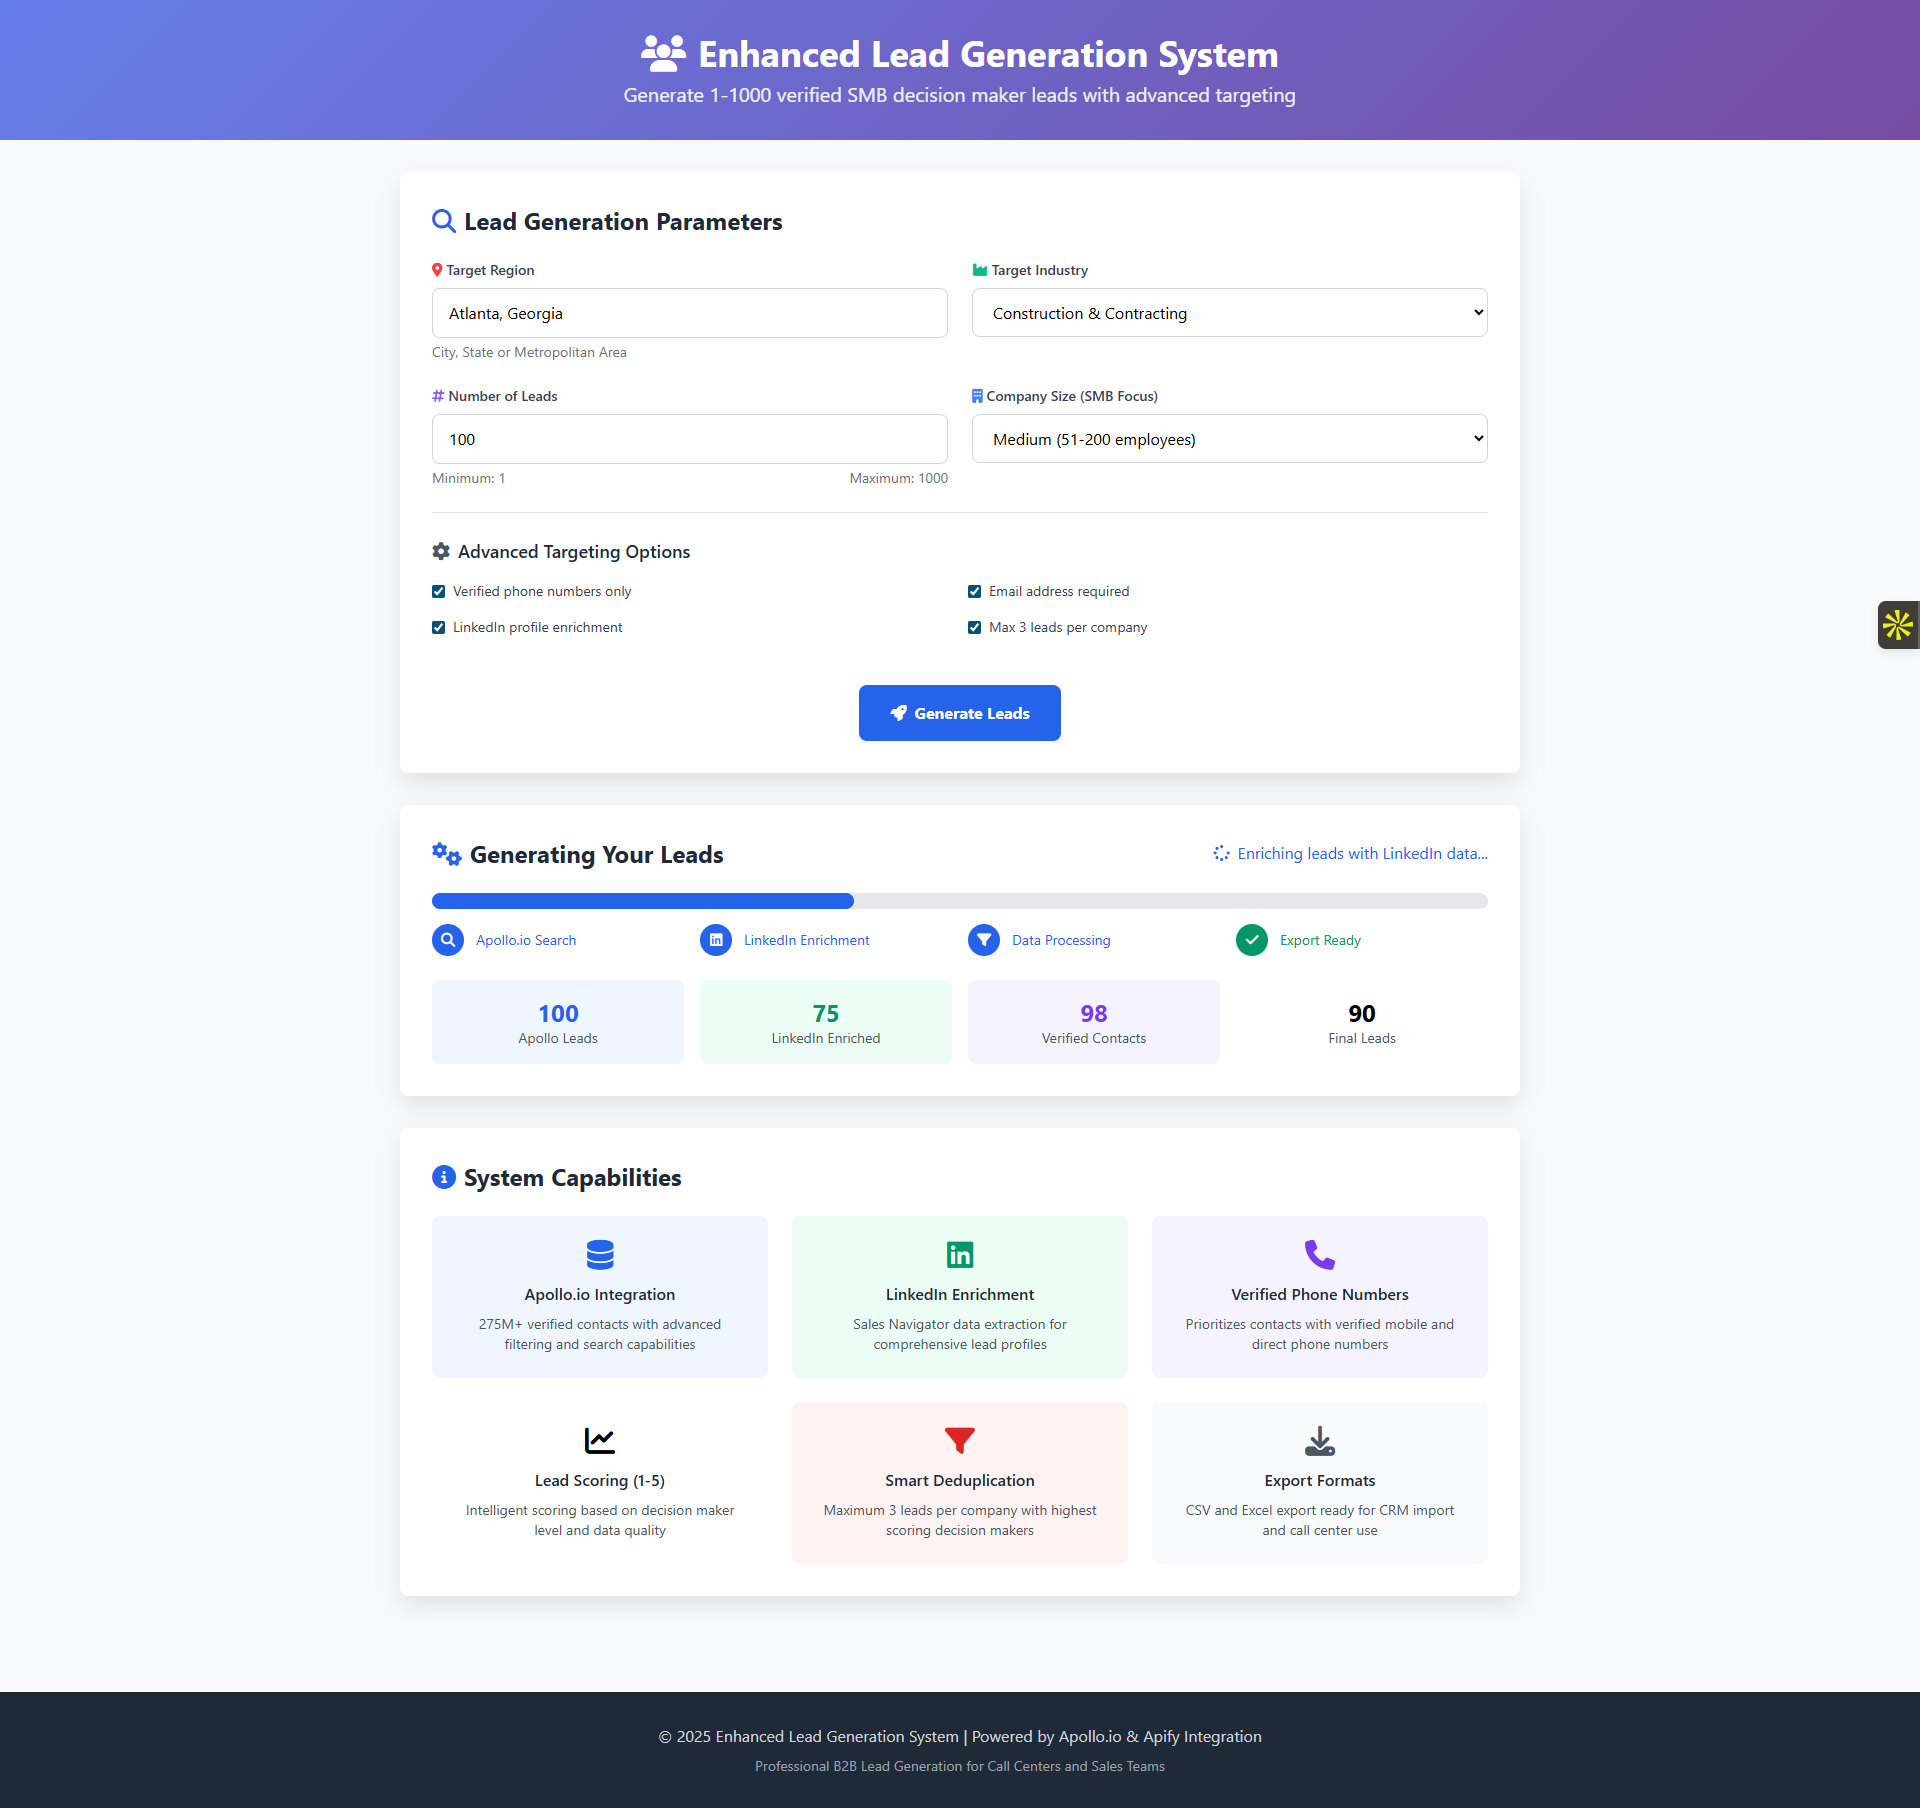 Enhanced Lead Generation System
Generate 1-1000 verified SMB decision maker leads with advanced targeting
Lead Generation Parameters
Target Region
Target Industry
Atlanta, Georgia
Construction & Contracting
City, State or Metropolitan Area
# Number of Leads
Company Size (SMB Focus)
100
Medium (51-200 employees)
Minimum: 1
Maximum: 1000
Advanced Targeting Options
Verified phone numbers only
Email address required
LinkedIn profile enrichment
Max 3 leads per company
Generate Leads
Generating Your Leads
Enriching leads with LinkedIn data...
Apollo.io Search
LinkedIn Enrichment
Data Processing
Export Ready
100
Apollo Leads
75
LinkedIn Enriched
98
Verified Contacts
90
Final Leads
System Capabilities
Apollo.io Integration
275M+ verified contacts with advanced
filtering and search capabilities
LinkedIn Enrichment
Sales Navigator data extraction for
comprehensive lead profiles
Verified Phone Numbers
Prioritizes contacts with verified mobile and
direct phone numbers
Lead Scoring (1-5)
Intelligent scoring based on decision maker
level and data quality
Smart Deduplication
Maximum 3 leads per company with highest
scoring decision makers
Export Formats
CSV and Excel export ready for CRM import
and call center use
© 2025 Enhanced Lead Generation System | Powered by Apollo.io & Apify Integration
Professional B2B Lead Generation for Call Centers and Sales Teams